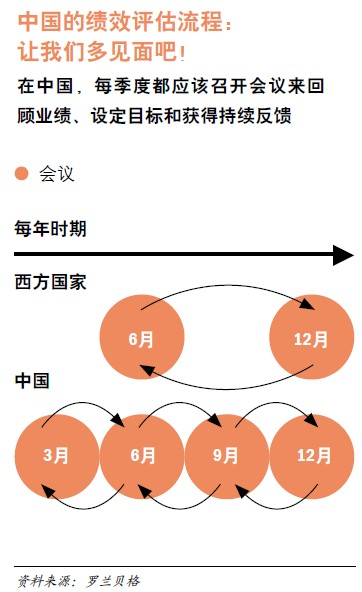 中国的绩效评估流程：
让我们多见面吧！
在中国，每季度都应该召开会议来回
顾业绩、设定目标和获得持续反馈
会议
每年时期
西方国家
6月
12月
中国
3月
6月
9月
12月
资料来源：罗兰贝格